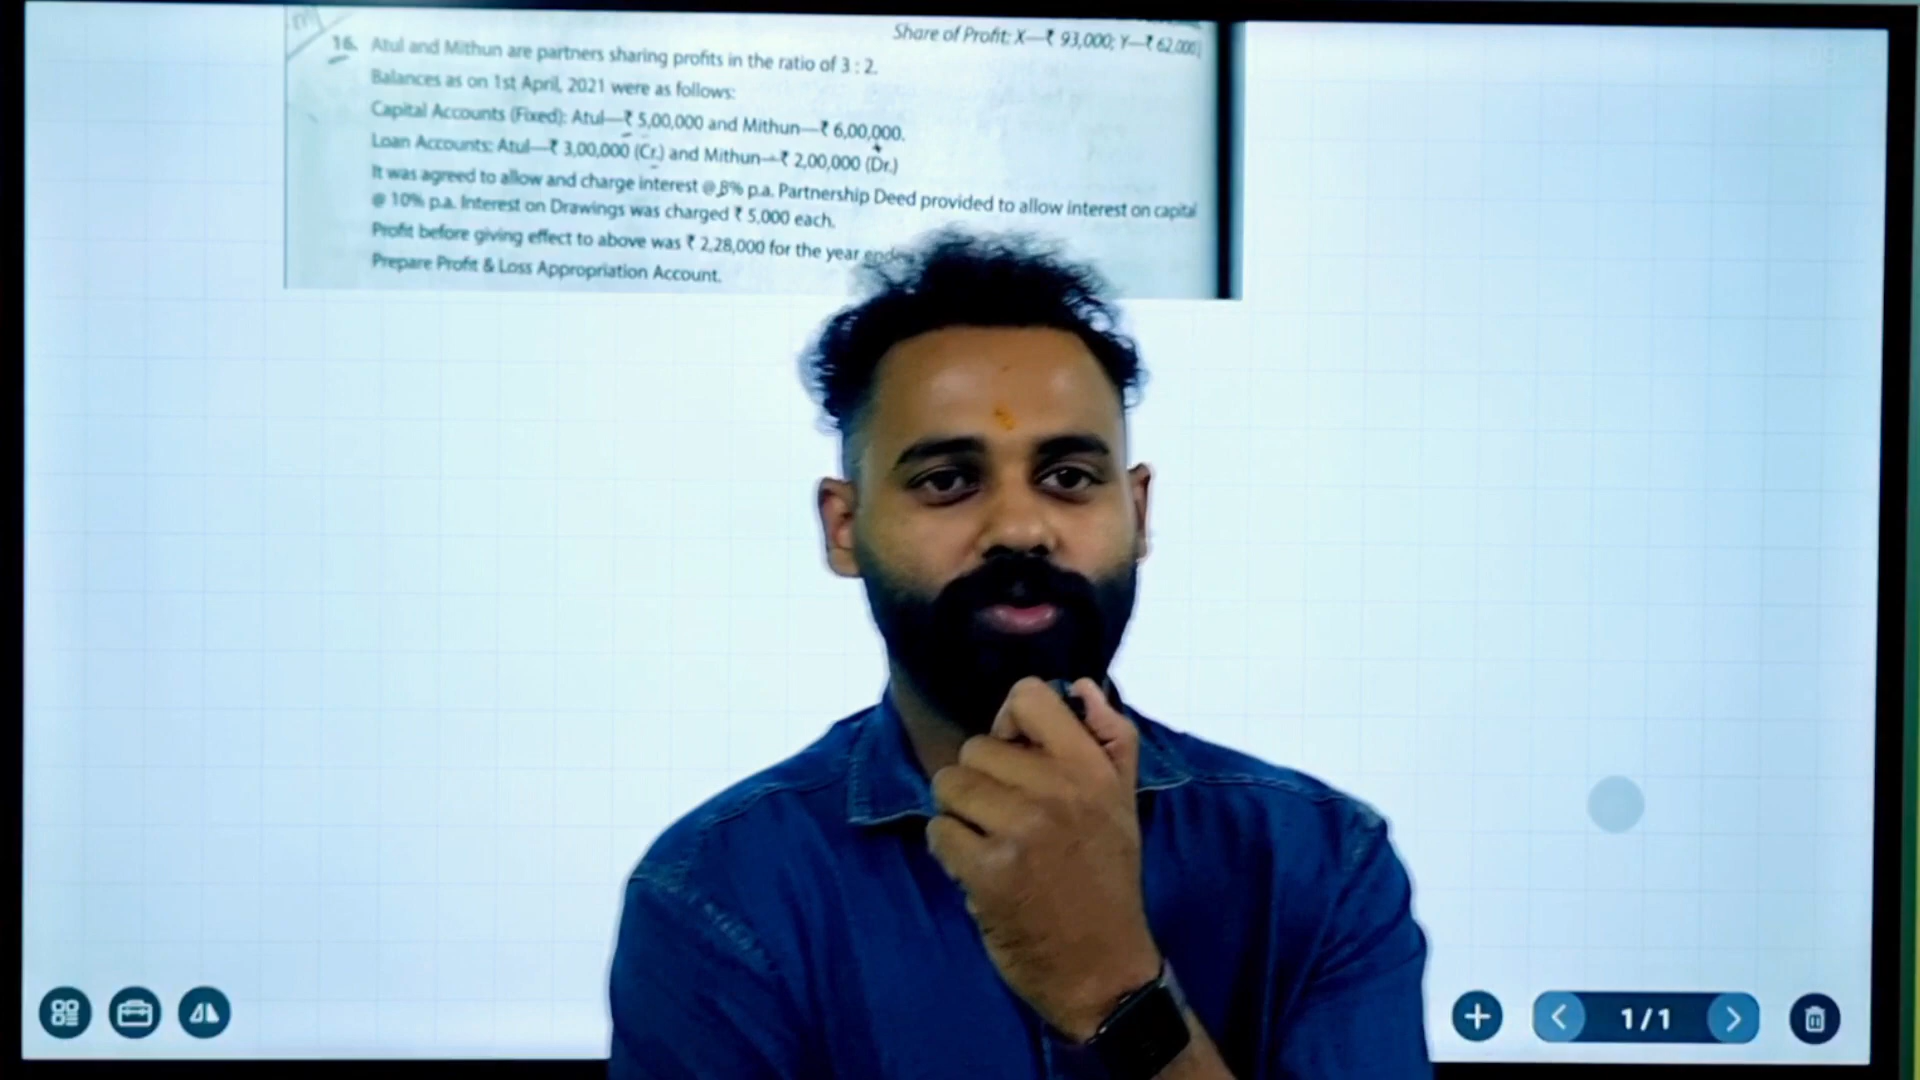 Share of Profit: X—₹ 93,000; Y—₹ 62,000]
16. Atul and Mithun are partners sharing profits in the ratio of 3 : 2.
Balances as on 1st April, 2021 were as follows:
Capital Accounts (Fixed): Atul—₹ 5,00,000 and Mithun—₹ 6,00,000.
Loan Accounts: Atul—₹ 3,00,000 (Cr.) and Mithun—₹ 2,00,000 (Dr.)
It was agreed to allow and charge interest @ 8% p.a. Partnership Deed provided to allow interest on capital
@ 10% p.a. Interest on Drawings was charged ₹ 5,000 each.
Profit before giving effect to above was ₹ 2,28,000 for the year
Prepare Profit & Loss Appropriation Account.
1/1